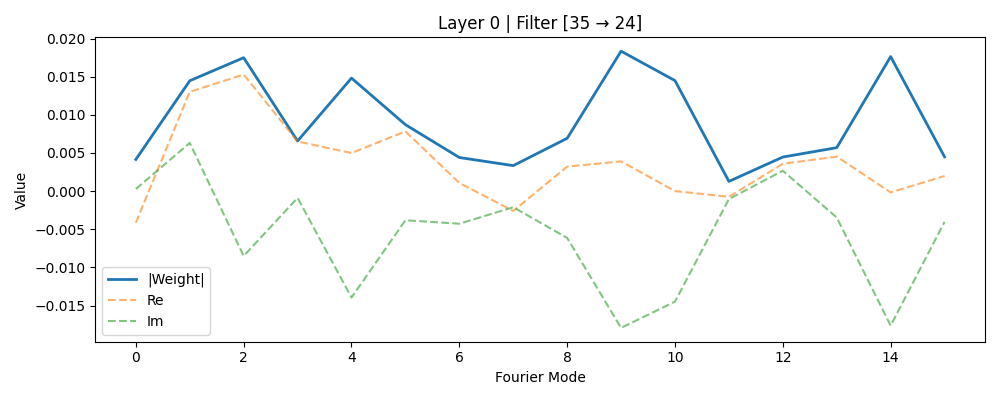 Layer 0 | Filter [35 → 24]
0.020
0.015
0.010
0.005
0.000
−0.005
−0.010
−0.015
Value
|Weight|
Re
Im
0 2 4 6 8 10 12 14
Fourier Mode